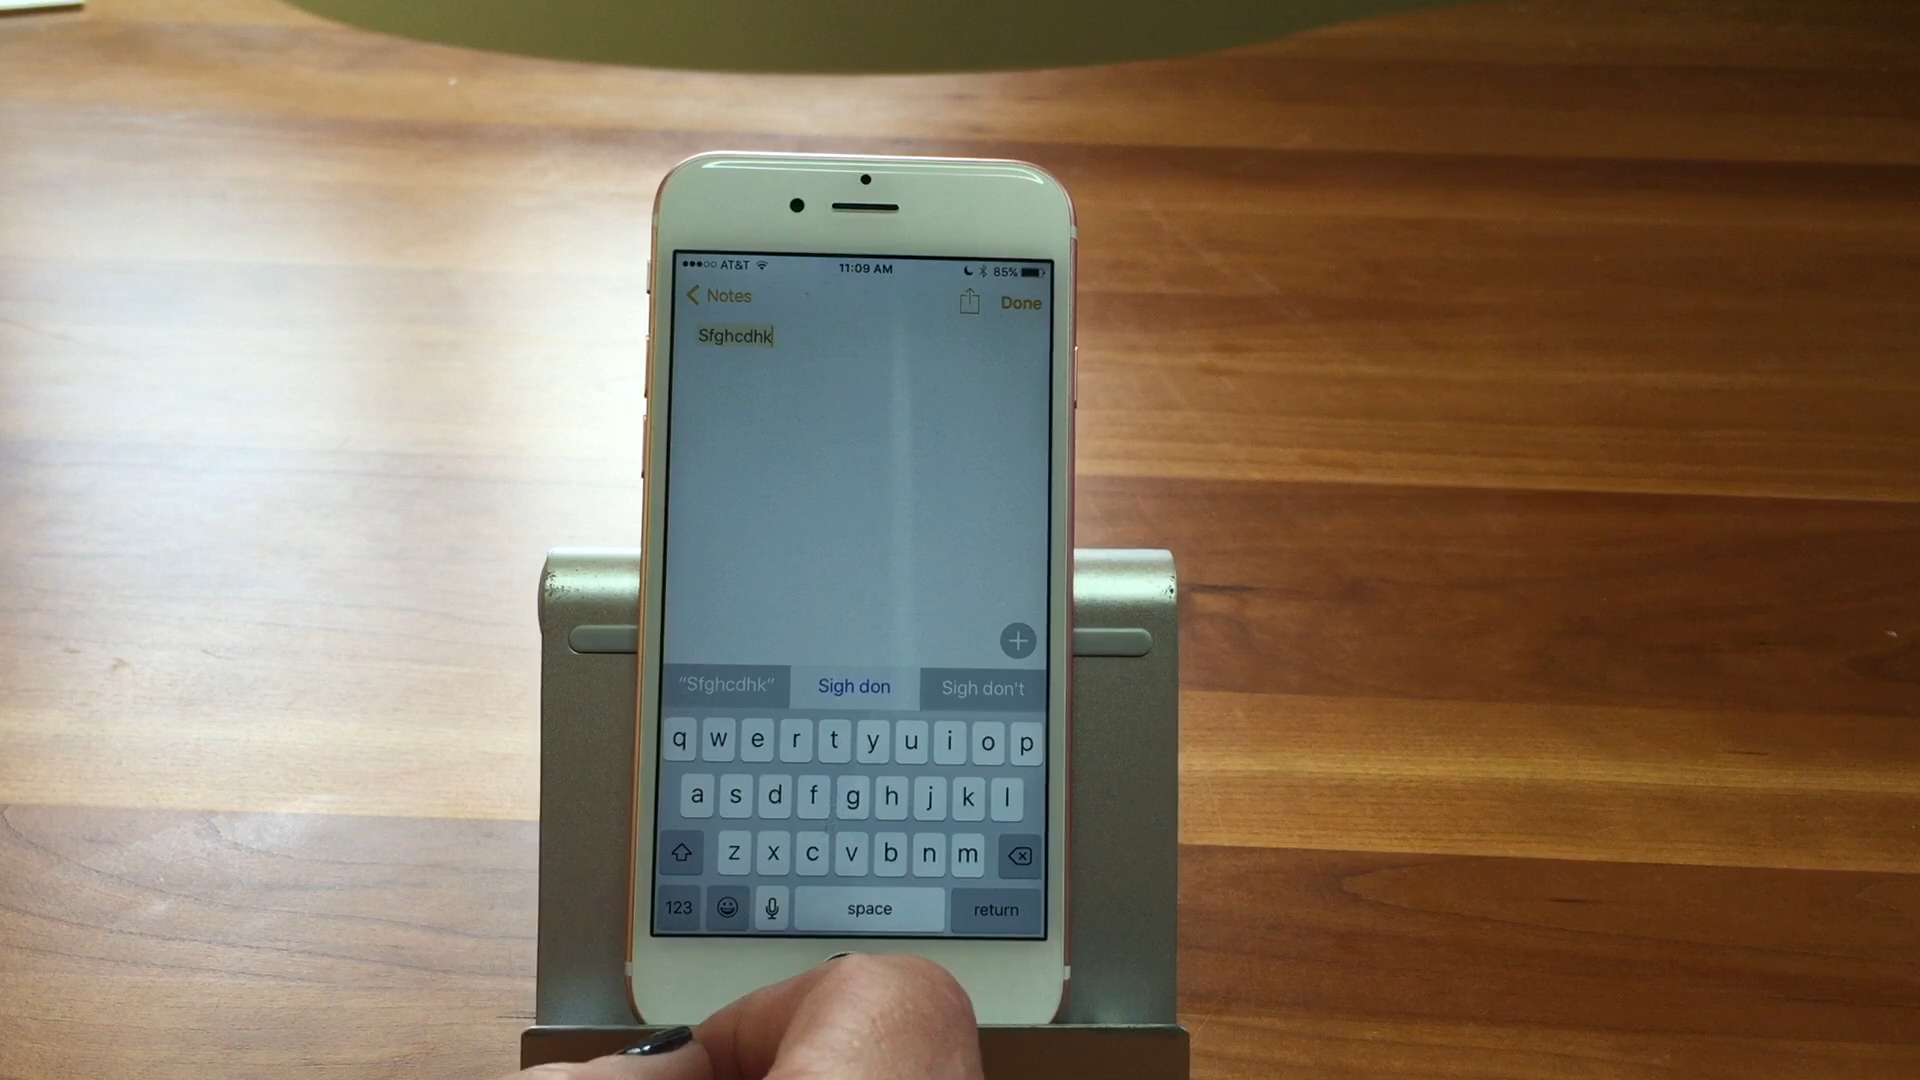 AT&T 11:09 AM 85%
Notes Done
Sfghcdhk
"Sfghcdhk" Sigh don Sigh don't
q w e r t y u i o p
a s d f g h j k l
z x c v b n m
123 space return